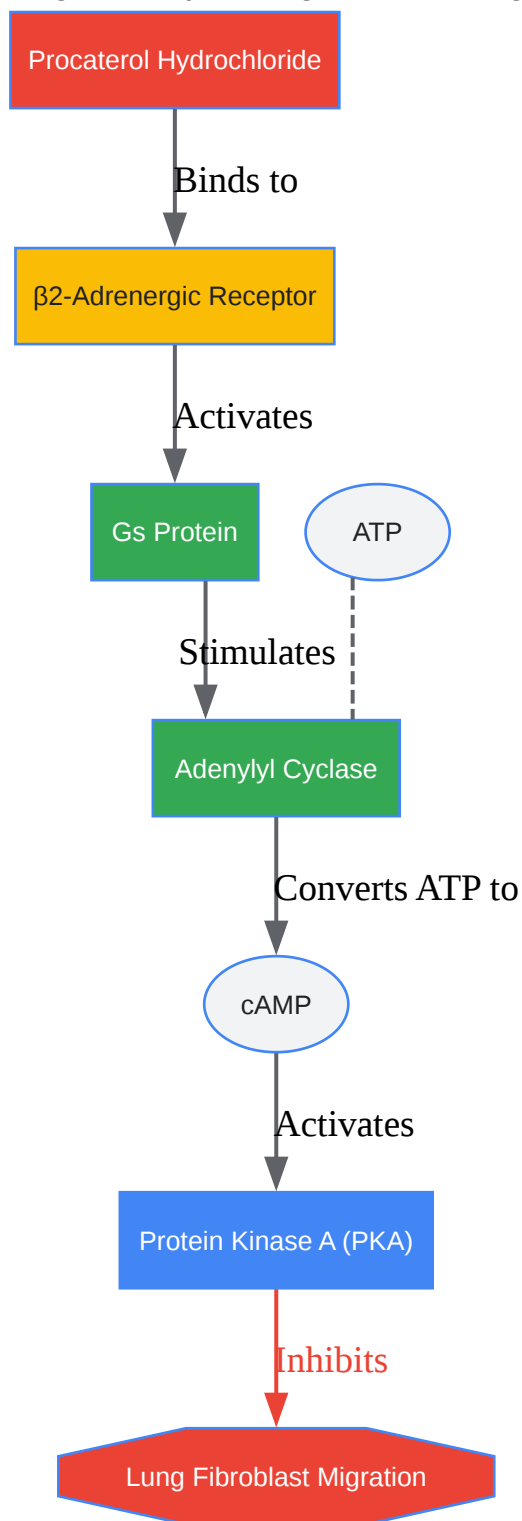 Procaterol Hydrochloride
Binds to
β2-Adrenergic Receptor
Activates
Gs Protein
ATP
Stimulates
Adenylyl Cyclase
Converts ATP to
cAMP
Activates
Protein Kinase A (PKA)
Inhibits
Lung Fibroblast Migration